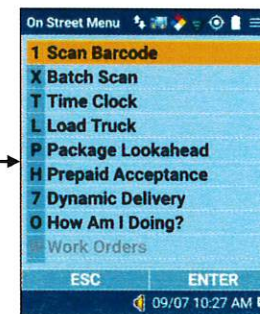 On Street Menu
1 Scan Barcode
X Batch Scan
T Time Clock
L Load Truck
P Package Lookahead
H Prepaid Acceptance
7 Dynamic Delivery
O How Am I Doing?
W Work Orders
ESC ENTER
09/07 10:27 AM